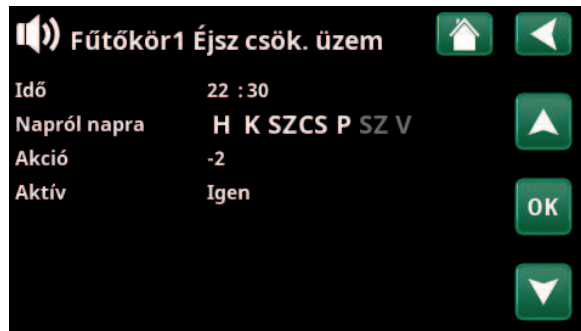 Fűtőkör1 Éjsz csök. üzem
Idő 22 :30
Napról napra H K SZCS P SZ V
Akció -2
Aktív Igen
OK